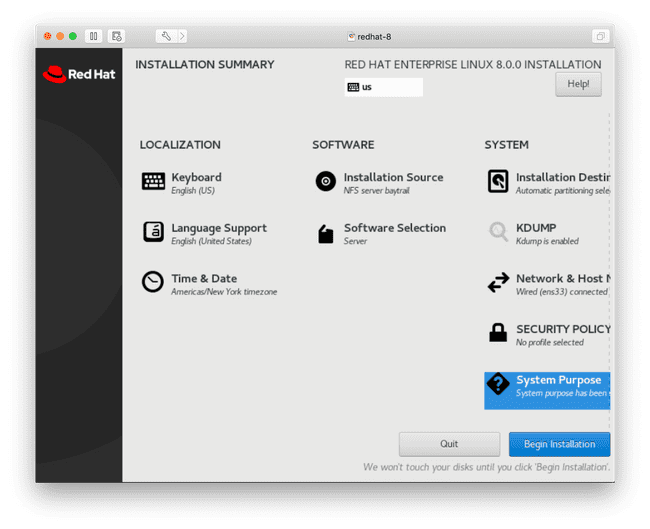 redhat-8
Red Hat
INSTALLATION SUMMARY
RED HAT ENTERPRISE LINUX 8.0.0 INSTALLATION
us
Help!
LOCALIZATION
SOFTWARE
SYSTEM
Keyboard
English (US)
Installation Source
NFS server baytrail
Installation Destin
Automatic partitioning sele
Language Support
English (United States)
Software Selection
Server
KDUMP
Kdump is enabled
Time & Date
Americas/New York timezone
Network & Host N
Wired (ens33) connected
SECURITY POLICY
No profile selected
System Purpose
System purpose has been
Quit
Begin Installation
We won't touch your disks until you click 'Begin Installation'.